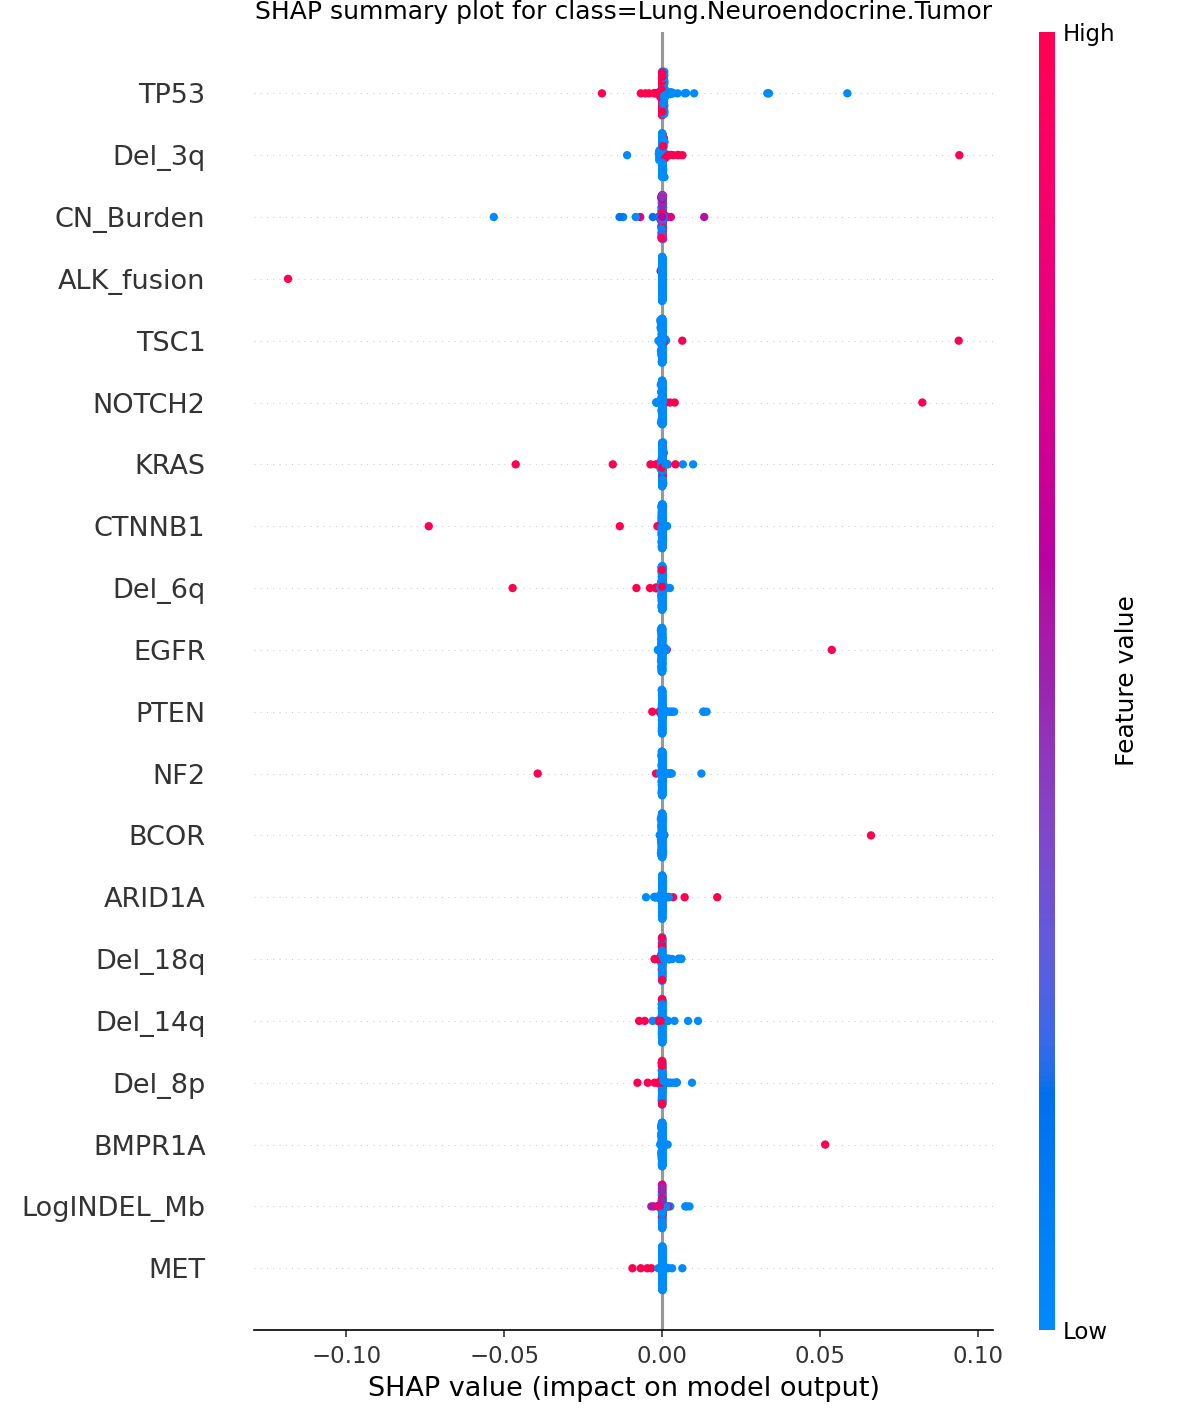 SHAP summary plot for class=Lung.Neuroendocrine.Tumor
High
TP53
Del_3q
CN_Burden
ALK_fusion
TSC1
NOTCH2
KRAS
CTNNB1
Del_6q
EGFR
PTEN
NF2
BCOR
ARID1A
Del_18q
Del_14q
Del_8p
BMPR1A
LogINDEL_Mb
MET
Feature value
Low
−0.10 −0.05 0.00 0.05 0.10
SHAP value (impact on model output)